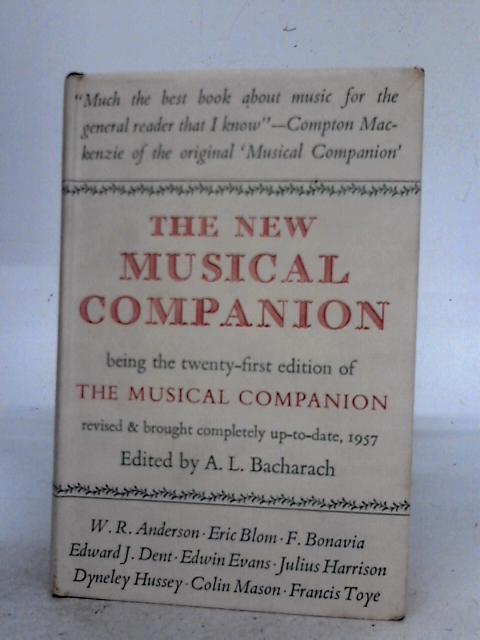 "Much the best book about music for the
general reader that I know"—Compton Mac-
kenzie of the original 'Musical Companion'
THE NEW
MUSICAL
COMPANION
being the twenty-first edition of
THE MUSICAL COMPANION
revised & brought completely up-to-date, 1957
Edited by A. L. Bacharach
W. R. Anderson · Eric Blom · F. Bonavia
Edward J. Dent · Edwin Evans · Julius Harrison
Dyneley Hussey · Colin Mason · Francis Toye